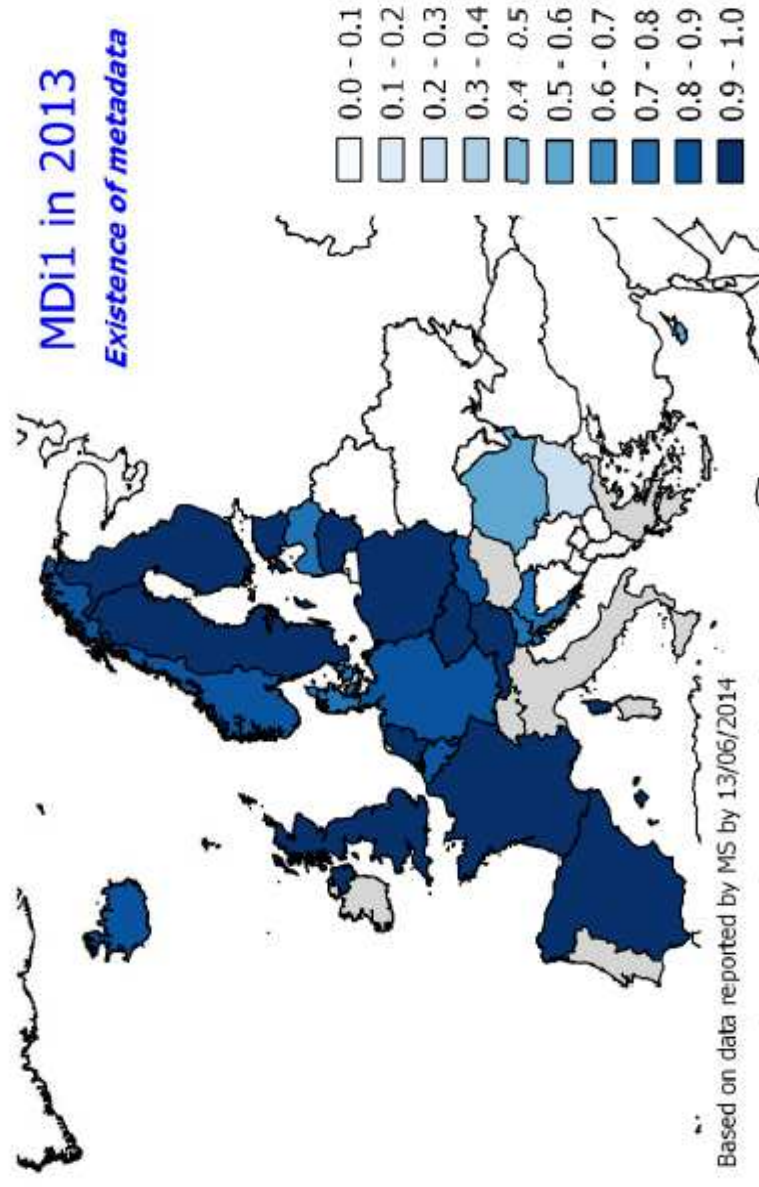 MDi1 in 2013
Existence of metadata
0.0 - 0.1
0.1 - 0.2
0.2 - 0.3
0.3 - 0.4
0.4 - 0.5
0.5 - 0.6
0.6 - 0.7
0.7 - 0.8
0.8 - 0.9
0.9 - 1.0
Based on data reported by MS by 13/06/2014